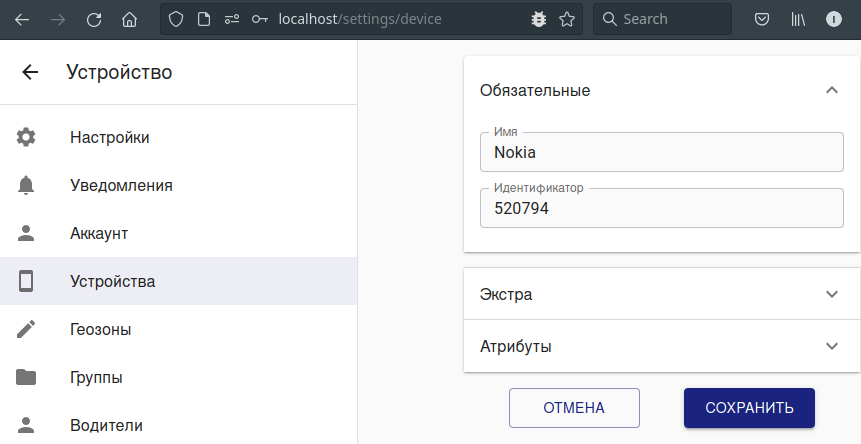 localhost/settings/device
Search
I
Устройство
Настройки
Уведомления
Аккаунт
Устройства
Геозоны
Группы
Водители
Обязательные
Имя
Nokia
Идентификатор
520794
Экстра
Атрибуты
ОТМЕНА
СОХРАНИТЬ